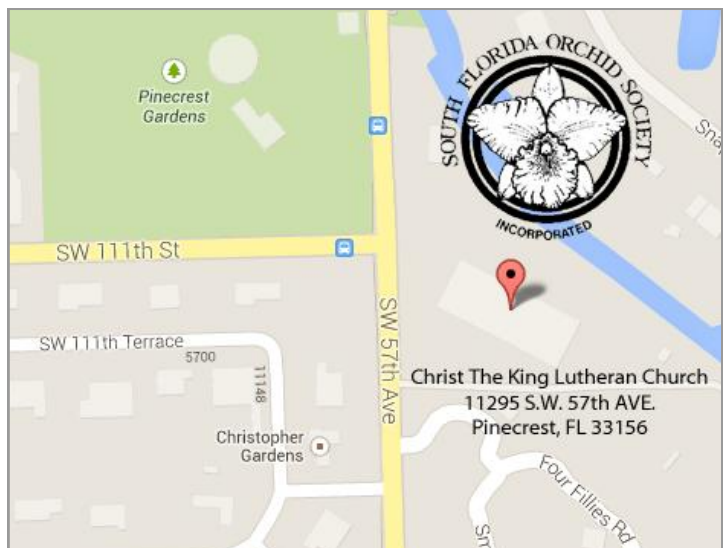 SOUTH FLORIDA ORCHID SOCIETY
INCORPORATED
Pinecrest
Gardens
SW 111th St
SW 57th Ave
SW 111th Terrace
5700
11148
Christopher
Gardens
Christ The King Lutheran Church
11295 S.W. 57th AVE.
Pinecrest, FL 33156
Four Fillies Rd